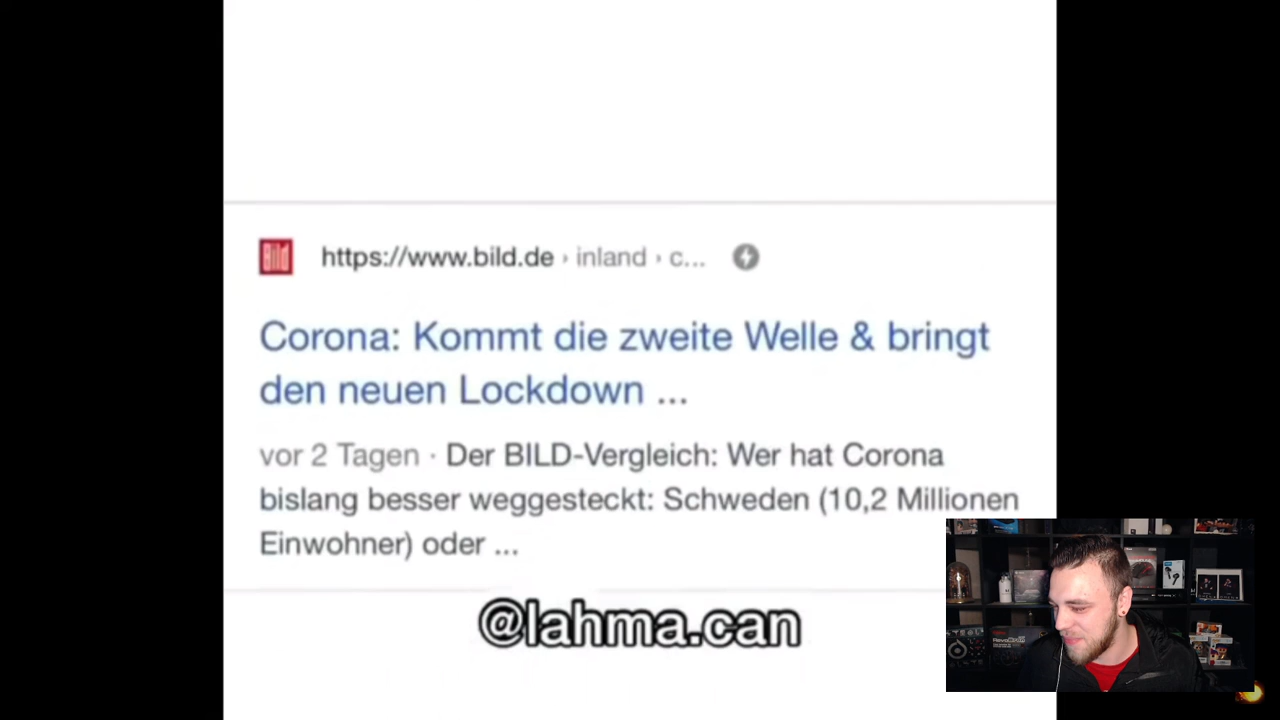 Bild
https://www.bild.de › inland › c...
Corona: Kommt die zweite Welle & bringt
den neuen Lockdown ...
vor 2 Tagen · Der BILD-Vergleich: Wer hat Corona
bislang besser weggesteckt: Schweden (10,2 Millionen
Einwohner) oder ...
@lahma.can